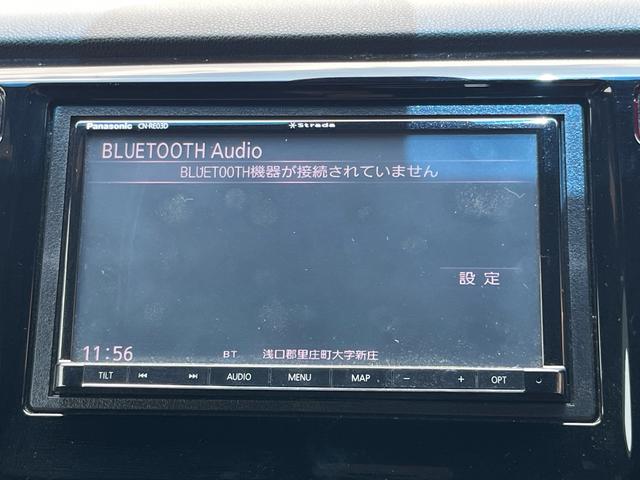 Panasonic CN-RE03D Strada
BLUETOOTH Audio
BLUETOOTH機器が接続されていません
設定
11:56 BT 浅口郡里庄町大字新庄
TILT AUDIO MENU MAP − + OPT